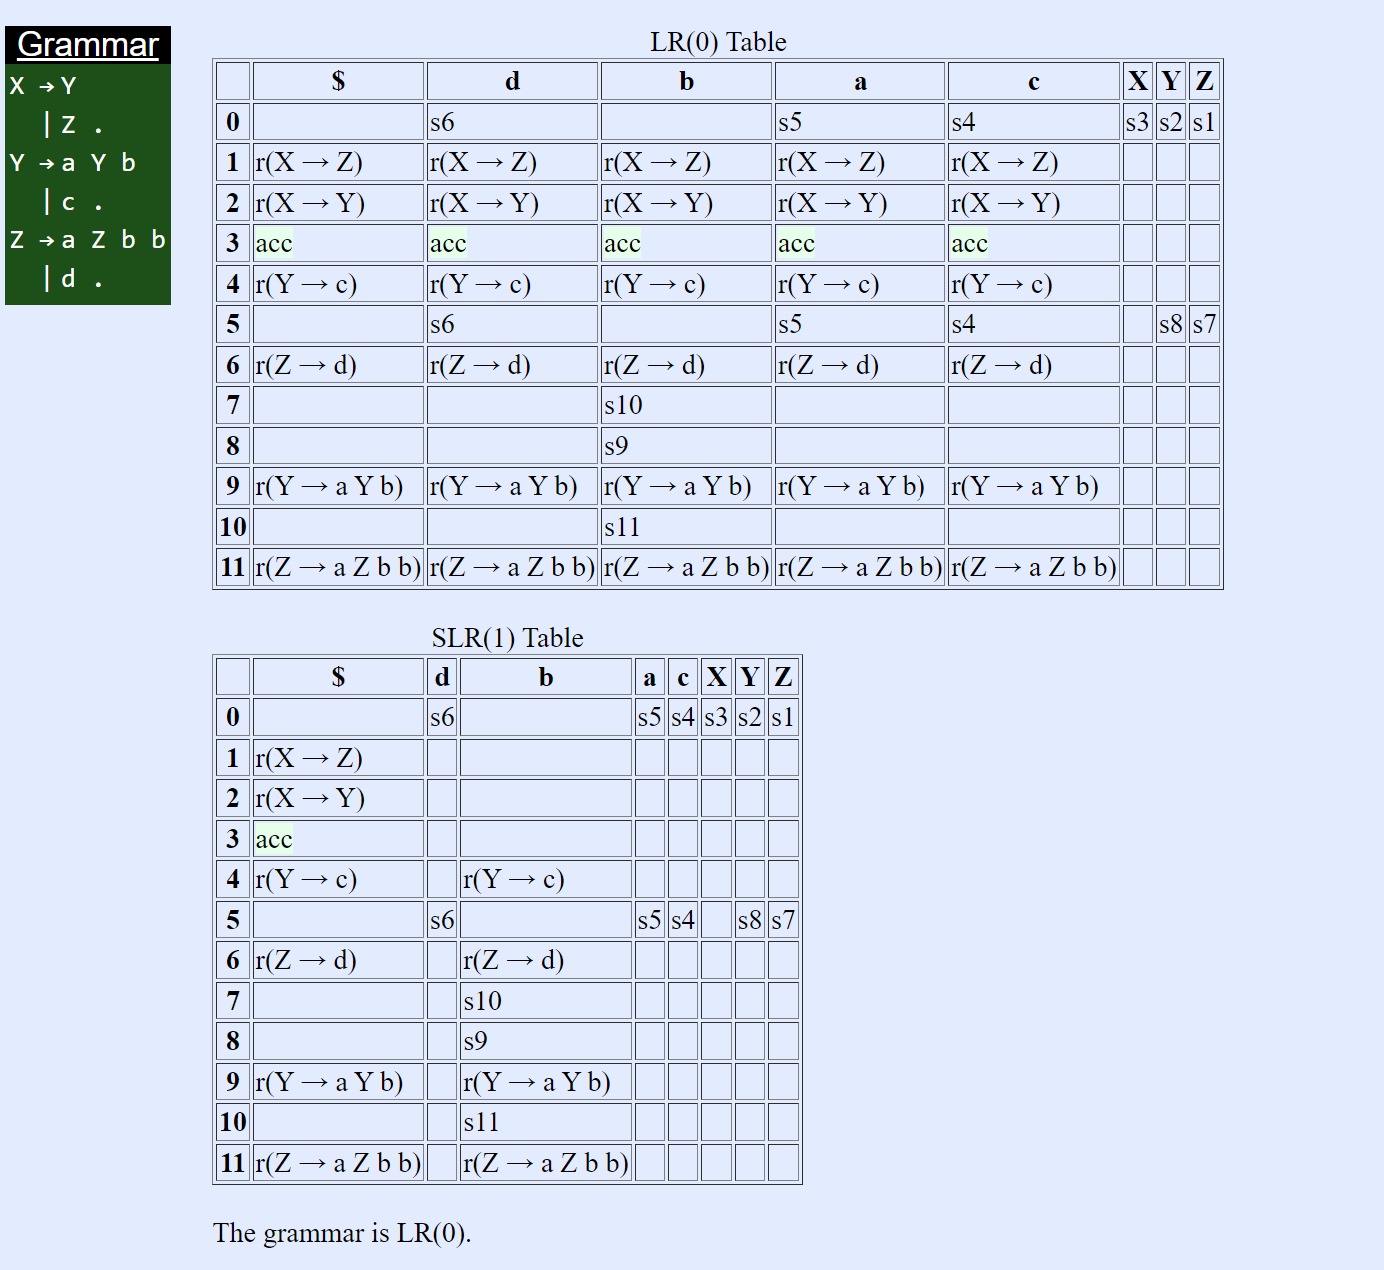 Grammar
X → Y
| Z .
Y → a Y b
| c .
Z → a Z b b
| d .
LR(0) Table
$ d b a c X Y Z
0 s6 s5 s4 s3 s2 s1
1 r(X → Z) r(X → Z) r(X → Z) r(X → Z) r(X → Z)
2 r(X → Y) r(X → Y) r(X → Y) r(X → Y) r(X → Y)
3 acc acc acc acc acc
4 r(Y → c) r(Y → c) r(Y → c) r(Y → c) r(Y → c)
5 s6 s5 s4 s8 s7
6 r(Z → d) r(Z → d) r(Z → d) r(Z → d) r(Z → d)
7 s10
8 s9
9 r(Y → a Y b) r(Y → a Y b) r(Y → a Y b) r(Y → a Y b) r(Y → a Y b)
10 s11
11 r(Z → a Z b b) r(Z → a Z b b) r(Z → a Z b b) r(Z → a Z b b) r(Z → a Z b b)
SLR(1) Table
$ d b a c X Y Z
0 s6 s5 s4 s3 s2 s1
1 r(X → Z)
2 r(X → Y)
3 acc
4 r(Y → c) r(Y → c)
5 s6 s5 s4 s8 s7
6 r(Z → d) r(Z → d)
7 s10
8 s9
9 r(Y → a Y b) r(Y → a Y b)
10 s11
11 r(Z → a Z b b) r(Z → a Z b b)
The grammar is LR(0).